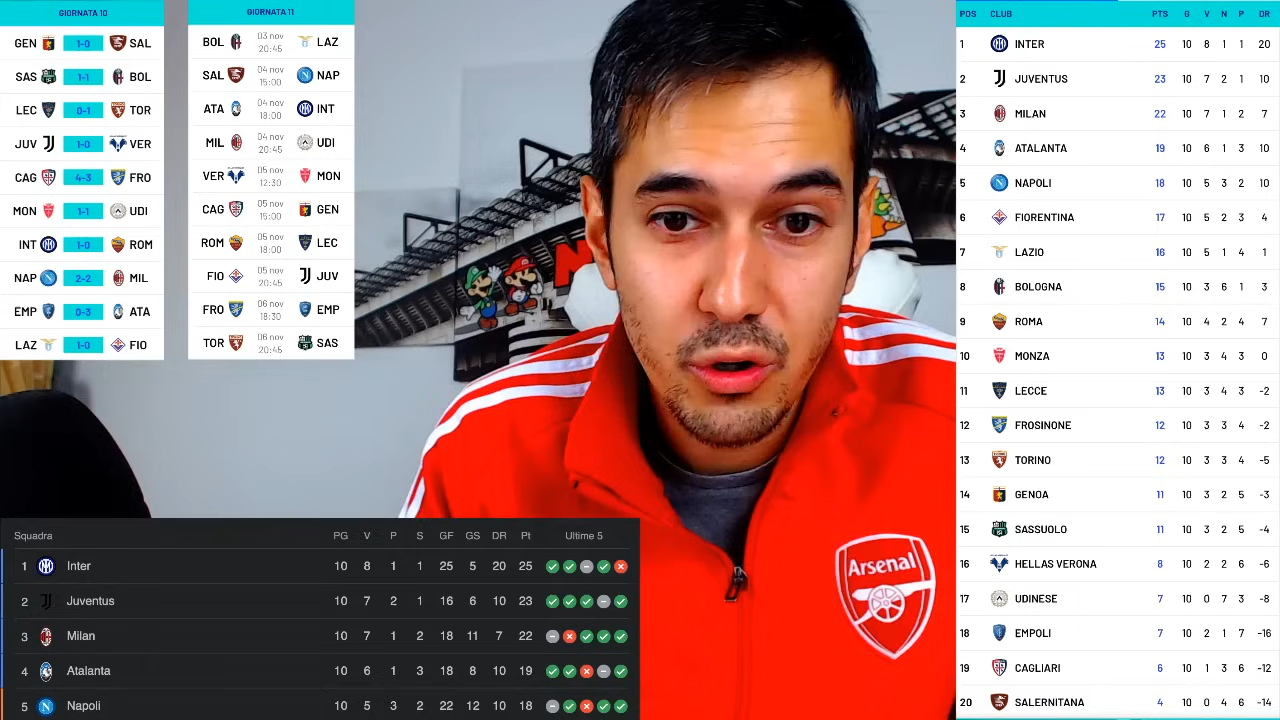 GIORNATA 10
GEN 1-0 SAL
SAS 1-1 BOL
LEC 0-1 TOR
JUV 1-0 VER
CAG 4-3 FRO
MON 1-1 UDI
INT 1-0 ROM
NAP 2-2 MIL
EMP 0-3 ATA
LAZ 1-0 FIO
GIORNATA 11
BOL 03 nov 20:45 LAZ
SAL 04 nov 15:00 NAP
ATA 04 nov 18:00 INT
MIL 04 nov 20:45 UDI
VER 05 nov 12:30 MON
CAG 05 nov 15:00 GEN
ROM 05 nov 18:00 LEC
FIO 05 nov 20:45 JUV
FRO 06 nov 18:30 EMP
TOR 06 nov 20:45 SAS
POS CLUB PTS G V N P DR
1 INTER 25 10 8 1 1 20
2 JUVENTUS 23 10 7 2 1 10
3 MILAN 22 10 7 1 2 7
4 ATALANTA 19 10 6 1 3 10
5 NAPOLI 18 10 5 3 2 10
6 FIORENTINA 17 10 5 2 3 4
7 LAZIO 16 10 5 1 4 1
8 BOLOGNA 15 10 3 6 1 3
9 ROMA 14 10 4 2 4 7
10 MONZA 13 10 3 4 3 0
11 LECCE 13 10 3 4 3 -2
12 FROSINONE 12 10 3 3 4 -2
13 TORINO 12 10 3 3 4 -5
14 GENOA 11 10 3 2 5 -3
15 SASSUOLO 11 10 3 2 5 -4
16 HELLAS VERONA 8 10 2 2 6 -6
17 UDINESE 7 10 0 7 3 -8
18 EMPOLI 7 10 2 1 7 -16
19 CAGLIARI 6 10 1 3 6 -12
20 SALERNITANA 4 10 0 4 6 -14
Arsenal
Squadra PG V P S GF GS DR Pt Ultime 5
1 Inter 10 8 1 1 25 5 20 25
2 Juventus 10 7 2 1 16 6 10 23
3 Milan 10 7 1 2 18 11 7 22
4 Atalanta 10 6 1 3 18 8 10 19
5 Napoli 10 5 3 2 22 12 10 18